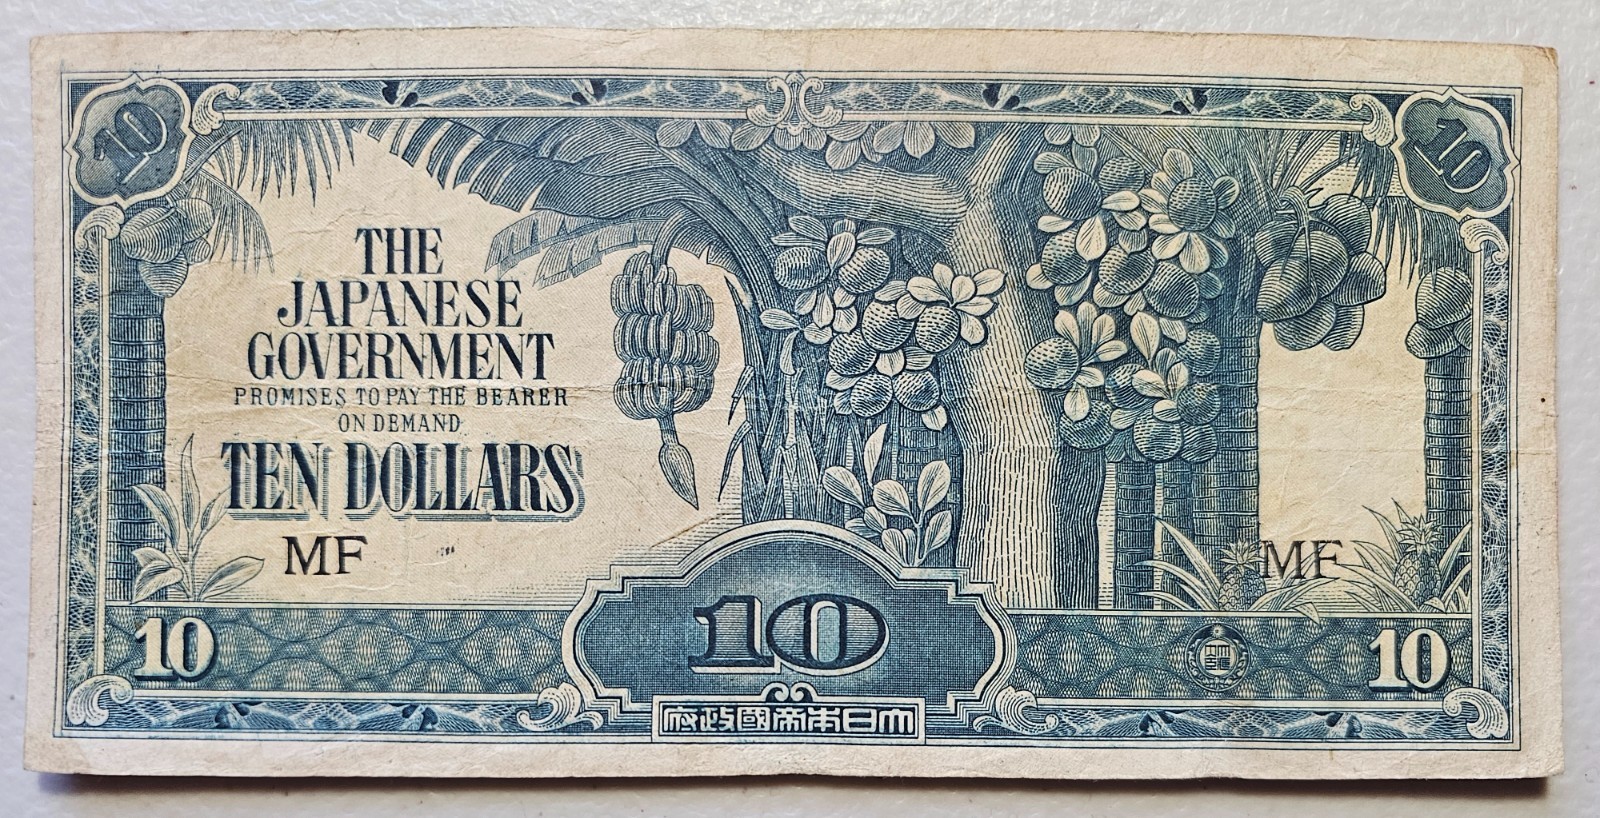 10
10
THE
JAPANESE
GOVERNMENT
PROMISES TO PAY THE BEARER
ON DEMAND
TEN DOLLARS
MF
MF
10
10
10
府政國帝本日大